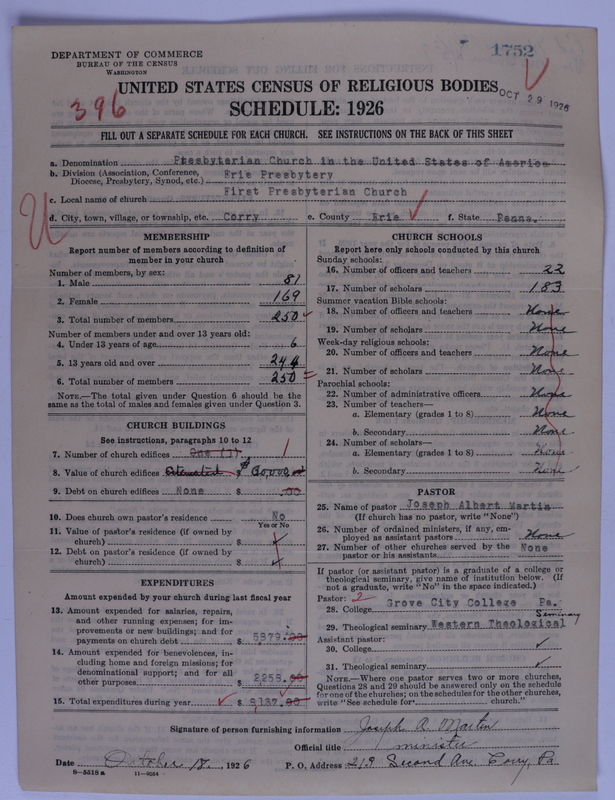 1752
DEPARTMENT OF COMMERCE
BUREAU OF THE CENSUS
WASHINGTON
UNITED STATES CENSUS OF RELIGIOUS BODIES
OCT 29 1926
396
SCHEDULE: 1926
FILL OUT A SEPARATE SCHEDULE FOR EACH CHURCH. SEE INSTRUCTIONS ON THE BACK OF THIS SHEET
a. Denomination Presbyterian Church in the United States of America
b. Division (Association, Conference, Diocese, Presbytery, Synod, etc.) Erie Presbytery
c. Local name of church First Presbyterian Church
d. City, town, village, or township, etc. Corry e. County Erie f. State Penna.
MEMBERSHIP
Report number of members according to definition of
member in your church
Number of members, by sex:
1. Male 81
2. Female 169
3. Total number of members 250
Number of members under and over 13 years old:
4. Under 13 years of age 6
5. 13 years old and over 244
6. Total number of members 250
NOTE.—The total given under Question 6 should be the
same as the total of males and females given under Question 3.
CHURCH BUILDINGS
See instructions, paragraphs 10 to 12
7. Number of church edifices One (1) 1
8. Value of church edifices $
9. Debt on church edifices None $ .00
10. Does church own pastor's residence No
Yes or No
11. Value of pastor's residence (if owned by
church) $
12. Debt on pastor's residence (if owned by
church) $
EXPENDITURES
Amount expended by your church during last fiscal year
13. Amount expended for salaries, repairs,
and other running expenses; for im-
provements or new buildings; and for
payments on church debt $ 5879.00
14. Amount expended for benevolences, in-
cluding home and foreign missions; for
denominational support; and for all
other purposes 2258.00
15. Total expenditures during year $ 8137.00
CHURCH SCHOOLS
Report here only schools conducted by this church
Sunday schools:
16. Number of officers and teachers 22
17. Number of scholars 183
Summer vacation Bible schools:
18. Number of officers and teachers None
19. Number of scholars None
Week-day religious schools:
20. Number of officers and teachers None
21. Number of scholars None
Parochial schools:
22. Number of administrative officers None
23. Number of teachers—
a. Elementary (grades 1 to 8) None
b. Secondary None
24. Number of scholars—
a. Elementary (grades 1 to 8) None
b. Secondary None
PASTOR
25. Name of pastor Joseph Albert Martin
(If church has no pastor, write "None")
26. Number of ordained ministers, if any, em-
ployed as assistant pastors None
27. Number of other churches served by the
pastor or his assistants None
If pastor (or assistant pastor) is a graduate of a college or
theological seminary, give name of institution below. (If
not a graduate, write "No" in the space indicated.)
Pastor: 2
28. College Grove City College Pa.
29. Theological seminary Western Theological Seminary
Assistant pastor:
30. College
31. Theological seminary
NOTE.—Where one pastor serves two or more churches,
Questions 28 and 29 should be answered only on the schedule
for one of the churches; on the schedules for the other churches,
write "See schedule for church."
Signature of person furnishing information Joseph A. Martin
Official title minister
Date October 1926 P. O. Address 219 Second Ave. Corry, Pa
8—5518a 11—9164